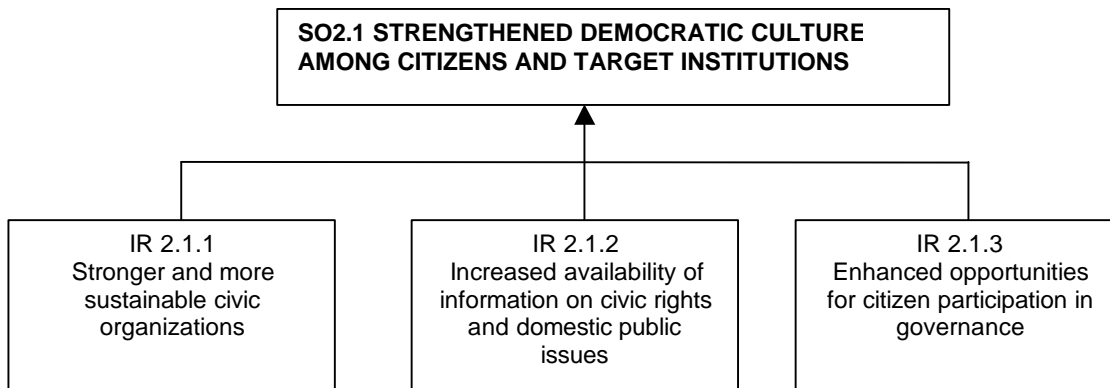 SO2.1 STRENGTHENED DEMOCRATIC CULTURE
AMONG CITIZENS AND TARGET INSTITUTIONS
IR 2.1.1
Stronger and more
sustainable civic
organizations
IR 2.1.2
Increased availability of
information on civic rights
and domestic public
issues
IR 2.1.3
Enhanced opportunities
for citizen participation in
governance